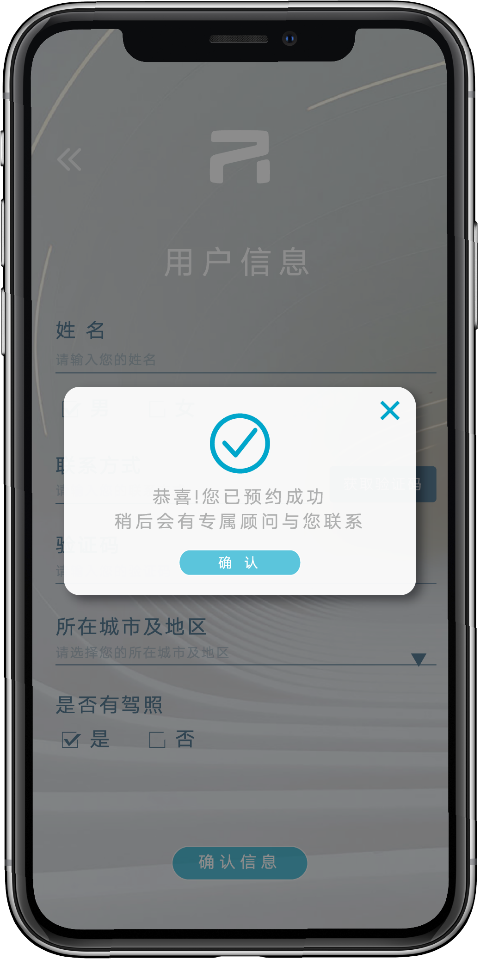 用户信息
姓 名
请输入您的姓名
恭喜!您已预约成功
稍后会有专属顾问与您联系
确 认
所在城市及地区
请选择您的所在城市及地区
是否有驾照
是 否
确认信息